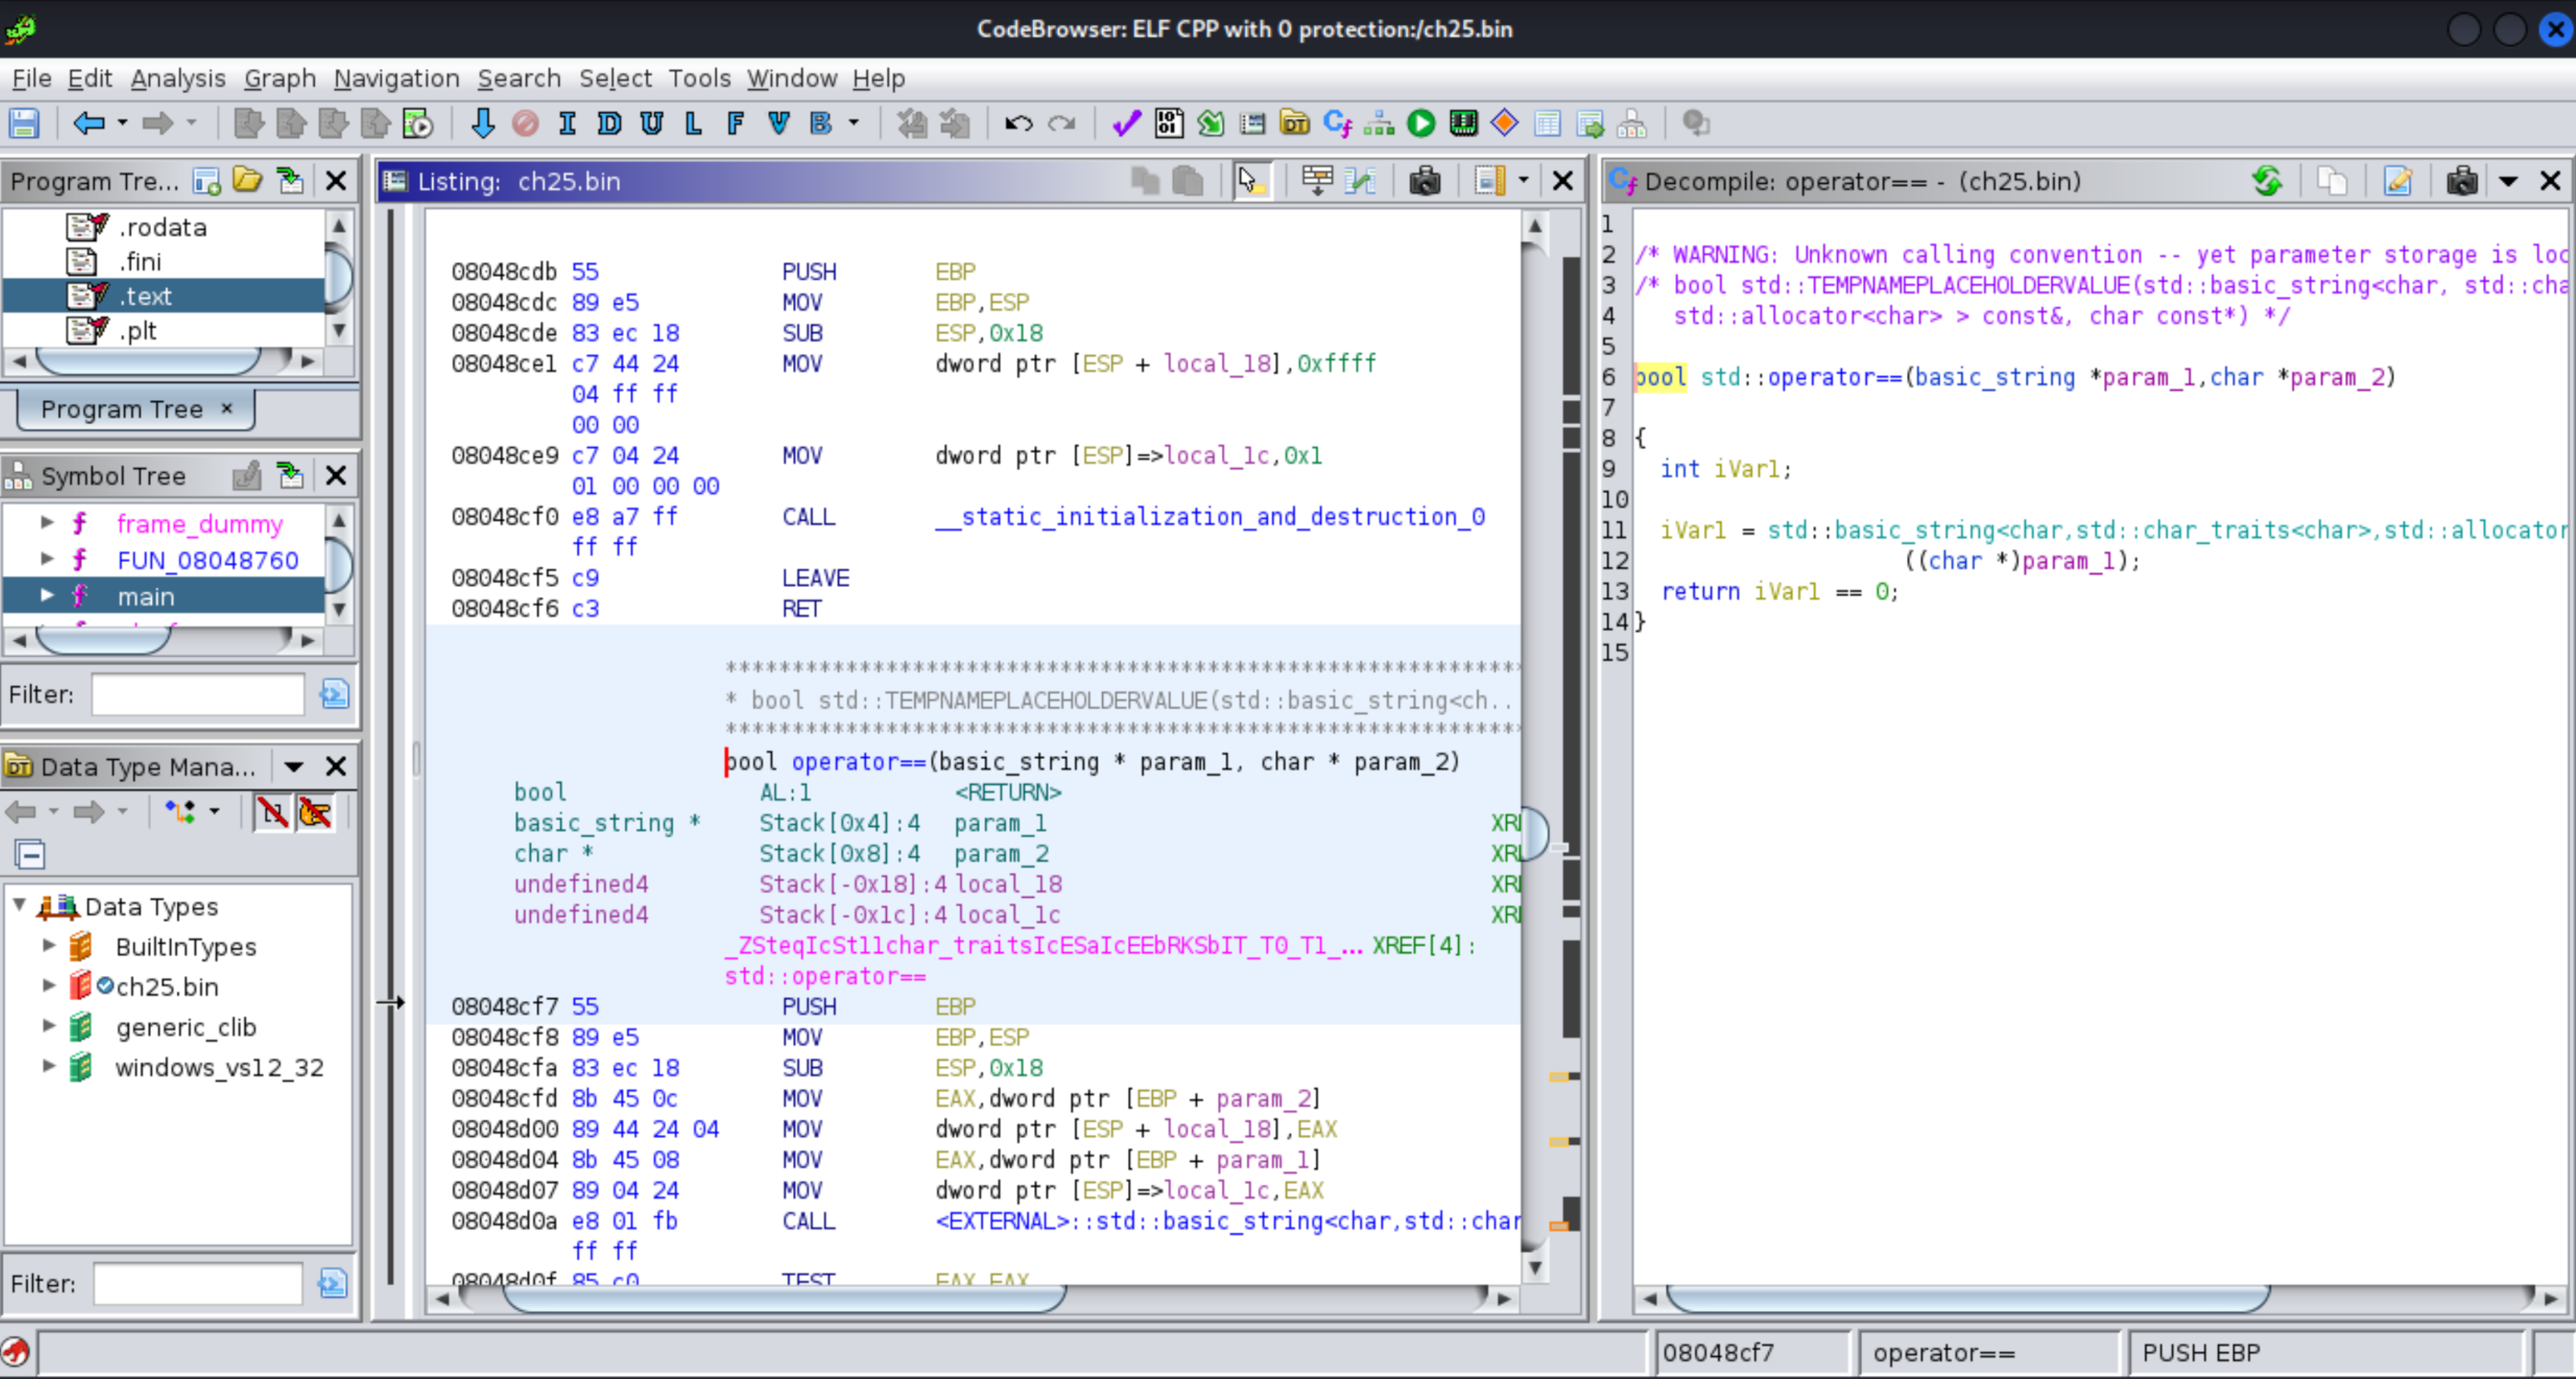 CodeBrowser: ELF CPP with 0 protection:/ch25.bin
File Edit Analysis Graph Navigation Search Select Tools Window Help
I D U L F V B
Program Tre...
.rodata
.fini
.text
.plt
Program Tree ×
Symbol Tree
f frame_dummy
f FUN_08048760
f main
Filter:
DT Data Type Mana...
Data Types
BuiltInTypes
ch25.bin
generic_clib
windows_vs12_32
Filter:
Listing: ch25.bin
08048cdb 55 PUSH EBP
08048cdc 89 e5 MOV EBP,ESP
08048cde 83 ec 18 SUB ESP,0x18
08048ce1 c7 44 24 MOV dword ptr [ESP + local_18],0xffff
04 ff ff
00 00
08048ce9 c7 04 24 MOV dword ptr [ESP]=>local_1c,0x1
01 00 00 00
08048cf0 e8 a7 ff CALL __static_initialization_and_destruction_0
ff ff
08048cf5 c9 LEAVE
08048cf6 c3 RET
* bool std::TEMPNAMEPLACEHOLDERVALUE(std::basic_string<ch..
bool operator==(basic_string * param_1, char * param_2)
bool AL:1 <RETURN>
basic_string * Stack[0x4]:4 param_1
char * Stack[0x8]:4 param_2
undefined4 Stack[-0x18]:4 local_18
undefined4 Stack[-0x1c]:4 local_1c
_ZSteqIcSt11char_traitsIcESaIcEEbRKSbIT_T0_T1_... XREF[4]:
std::operator==
08048cf7 55 PUSH EBP
08048cf8 89 e5 MOV EBP,ESP
08048cfa 83 ec 18 SUB ESP,0x18
08048cfd 8b 45 0c MOV EAX,dword ptr [EBP + param_2]
08048d00 89 44 24 04 MOV dword ptr [ESP + local_18],EAX
08048d04 8b 45 08 MOV EAX,dword ptr [EBP + param_1]
08048d07 89 04 24 MOV dword ptr [ESP]=>local_1c,EAX
08048d0a e8 01 fb CALL <EXTERNAL>::std::basic_string<char,std::char
ff ff
08048d0f 85 c0 TEST EAX,EAX
Decompile: operator== - (ch25.bin)
1
2 /* WARNING: Unknown calling convention -- yet parameter storage is loc
3 /* bool std::TEMPNAMEPLACEHOLDERVALUE(std::basic_string<char, std::cha
4 std::allocator<char> > const&, char const*) */
5
6 bool std::operator==(basic_string *param_1,char *param_2)
7
8 {
9 int iVar1;
10
11 iVar1 = std::basic_string<char,std::char_traits<char>,std::allocator
12 ((char *)param_1);
13 return iVar1 == 0;
14 }
15
08048cf7
operator==
PUSH EBP